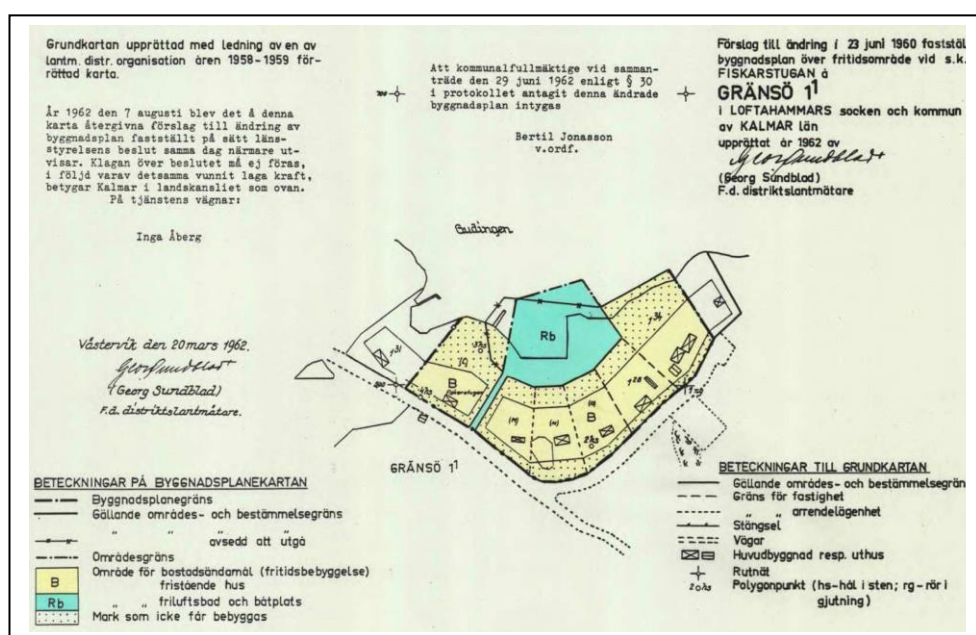 Grundkartan upprättad med ledning av en av
lantm. distr. organisation åren 1958-1959 för-
rättad karta.
År 1962 den 7 augusti blev det å denna
karta återgivna förslag till ändring av
byggnadsplan fastställt på sätt läns-
styrelsens beslut samma dag närmare ut-
visar. Klagan över beslutet må ej föras,
i följd varav detsamma vunnit laga kraft,
betygar Kalmar i landskansliet som ovan.
På tjänstens vägnar:
Inga Åberg
Att kommunalfullmäktige vid samman-
träde den 29 juni 1962 enligt § 30
i protokollet antagit denna ändrade
byggnadsplan intygas
Bertil Jonasson
v.ordf.
Förslag till ändring i 23 juni 1960 faststäl
byggnadsplan över fritidsområde vid s.k.
FISKARSTUGAN å
GRÄNSÖ 1¹
i LOFTAHAMMARS socken och kommun
av KALMAR län
upprättat år 1962 av
Georg Sundblad
(Georg Sundblad)
F.d. distriktslantmätare
Gudingen
Västervik den 20 mars 1962.
Georg Sundblad
(Georg Sundblad)
F.d. distriktslantmätare.
Rb
B
B
GRÄNSÖ 1¹
BETECKNINGAR PÅ BYGGNADSPLANEKARTAN
Byggnadsplanegräns
Gällande områdes- och bestämmelsegräns
" " " "
avsedd att utgå
Områdesgräns
B Område för bostadsändamål (fritidsbebyggelse)
fristående hus
Rb " " friluftsbad och båtplats
Mark som icke får bebyggas
BETECKNINGAR TILL GRUNDKARTAN
Gällande områdes- och bestämmelsegrän
Gräns för fastighet
" " arrendelägenhet
Stängsel
Vägar
Huvudbyggnad resp. uthus
Rutnät
2 hs Polygonpunkt (hs-hål i sten; rg-rör i
gjutning)